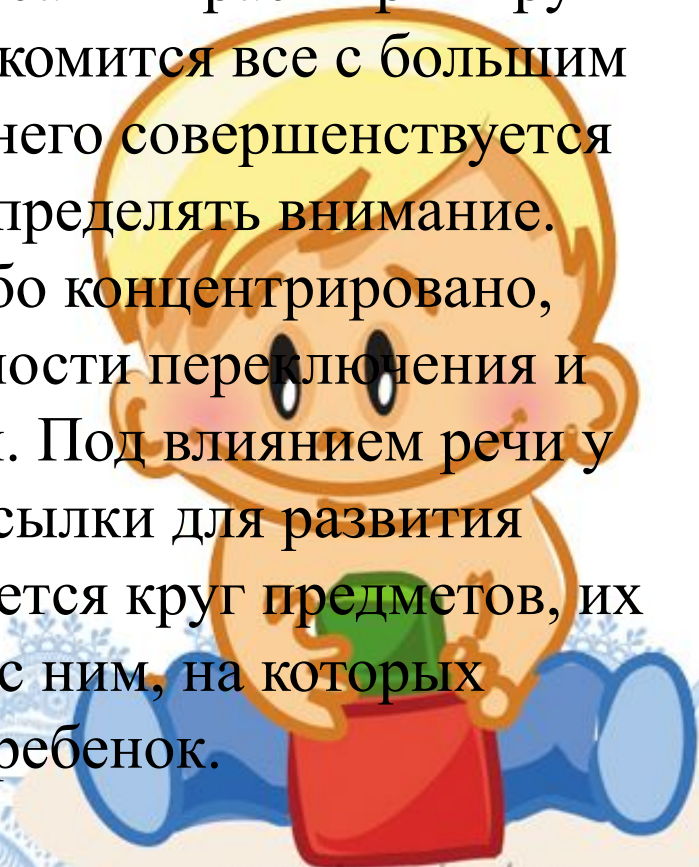 комится все с большим
него совершенствуется
пределять внимание.
бо концентрировано,
ности переключения и
. Под влиянием речи у
сылки для развития
ется круг предметов, их
с ним, на которых
ребенок.